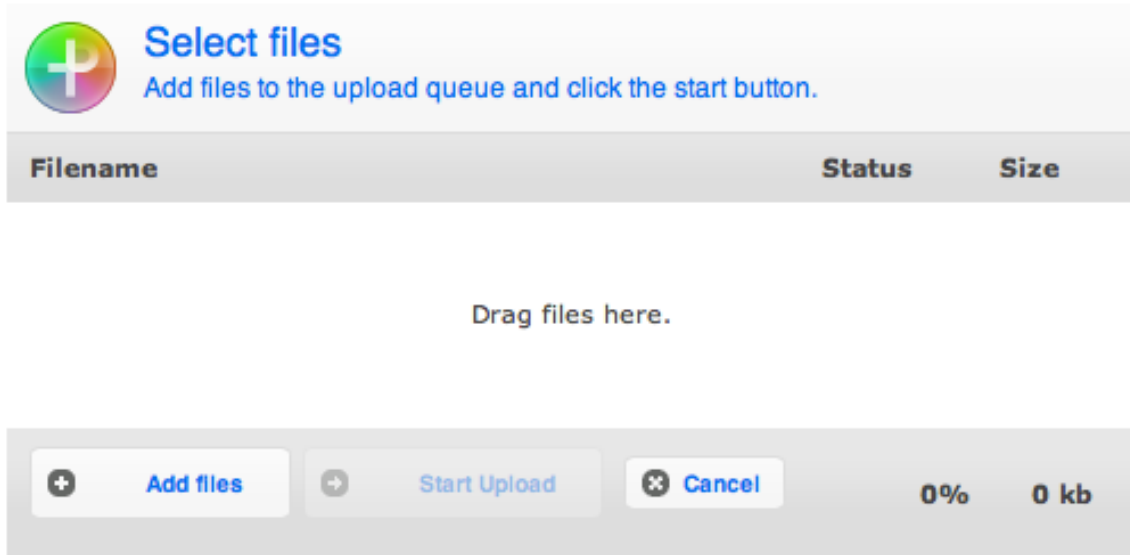 Select files
Add files to the upload queue and click the start button.
Filename Status Size
Drag files here.
Add files Start Upload Cancel 0% 0 kb